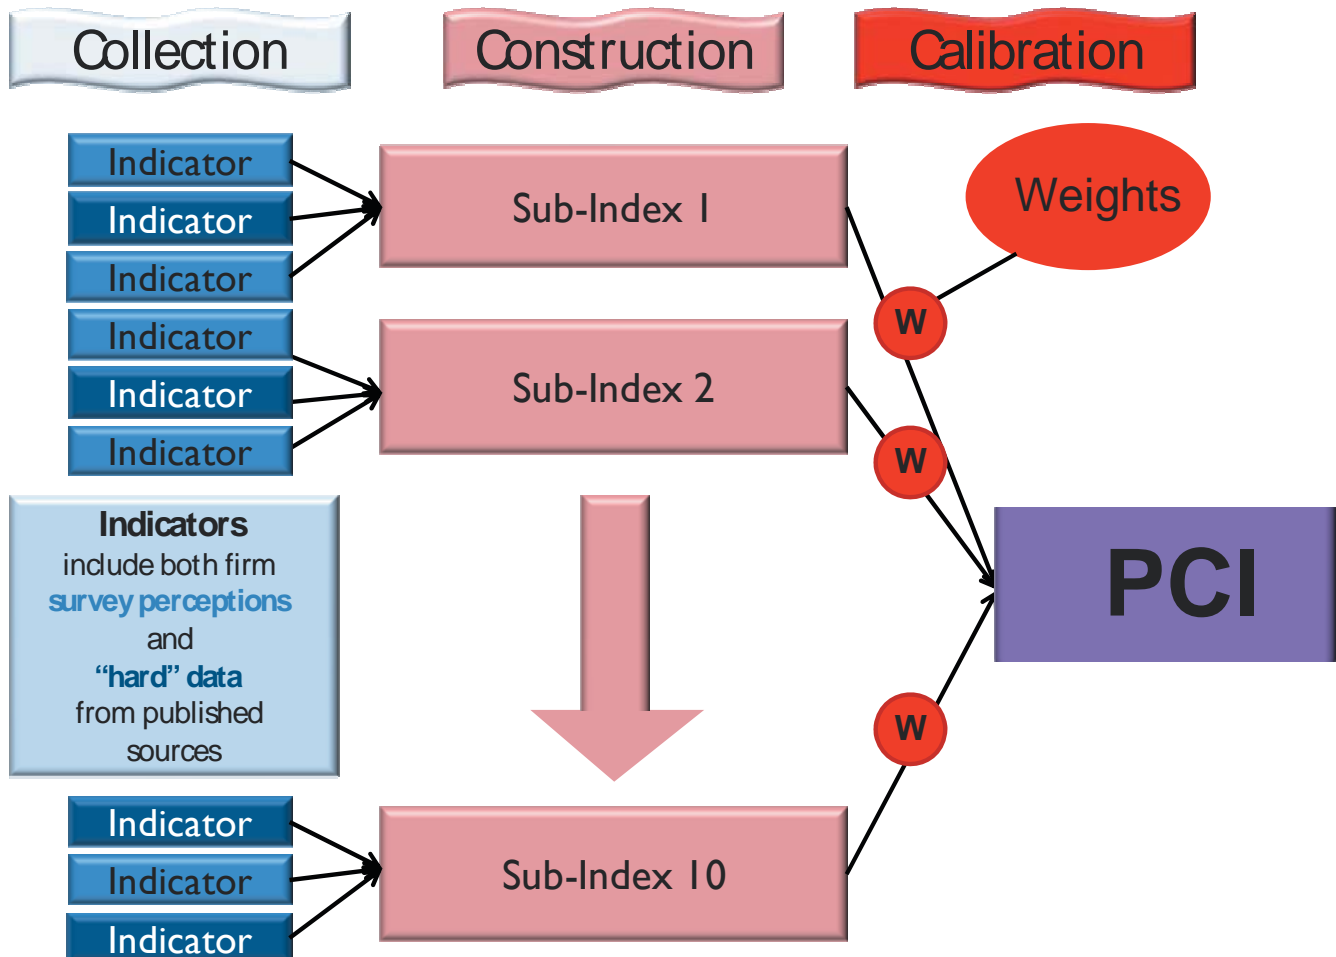 Collection
Construction
Calibration
Indicator
Indicator
Indicator
Indicator
Indicator
Indicator
Sub-Index 1
Sub-Index 2
Weights
W
W
Indicators
include both firm
survey perceptions
and
“hard” data
from published
sources
PCI
W
Indicator
Indicator
Indicator
Sub-Index 10